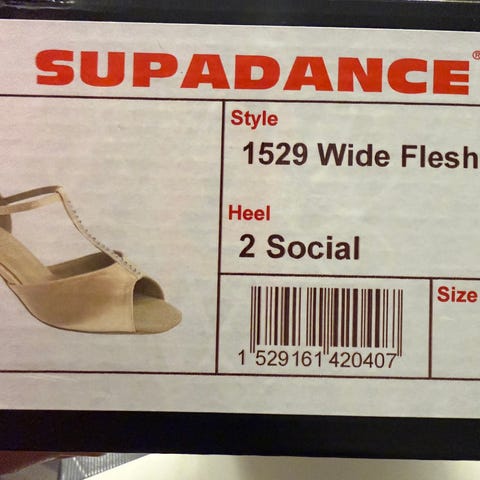 SUPADANCE®
Style
1529 Wide Flesh
Heel
2 Social
Size
1 529161 420407